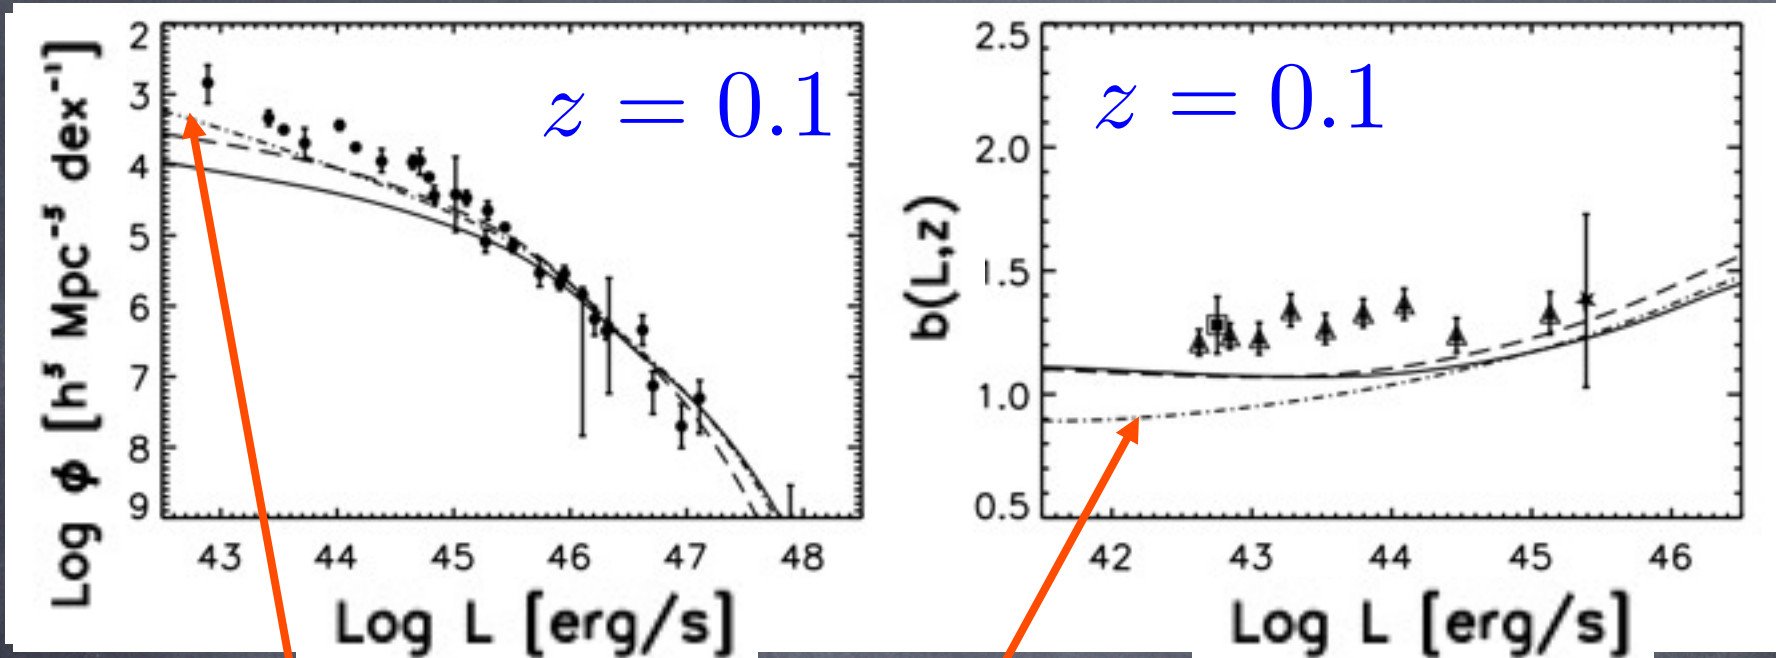 2
3
4
5
6
7
8
9
Log ϕ [h³ Mpc⁻³ dex⁻¹]
z = 0.1
43 44 45 46 47 48
Log L [erg/s]
2.5
2.0
1.5
1.0
0.5
b(L,z)
z = 0.1
42 43 44 45 46
Log L [erg/s]